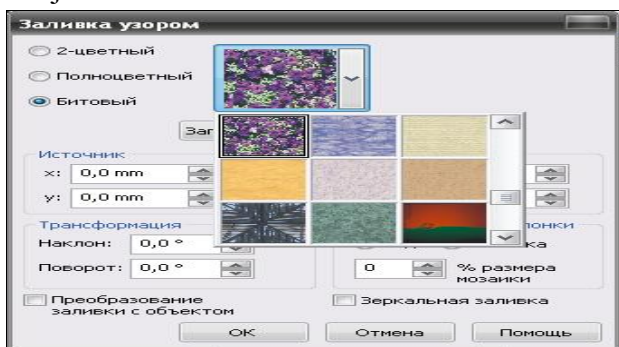 Заливка узором
2-цветный
Полноцветный
Битовый
Источник
x: 0,0 mm
y: 0,0 mm
Трансформация
Наклон: 0,0 °
Поворот: 0,0 °
0 % размера мозаики
Преобразование заливки с объектом
Зеркальная заливка
ОК Отмена Помощь